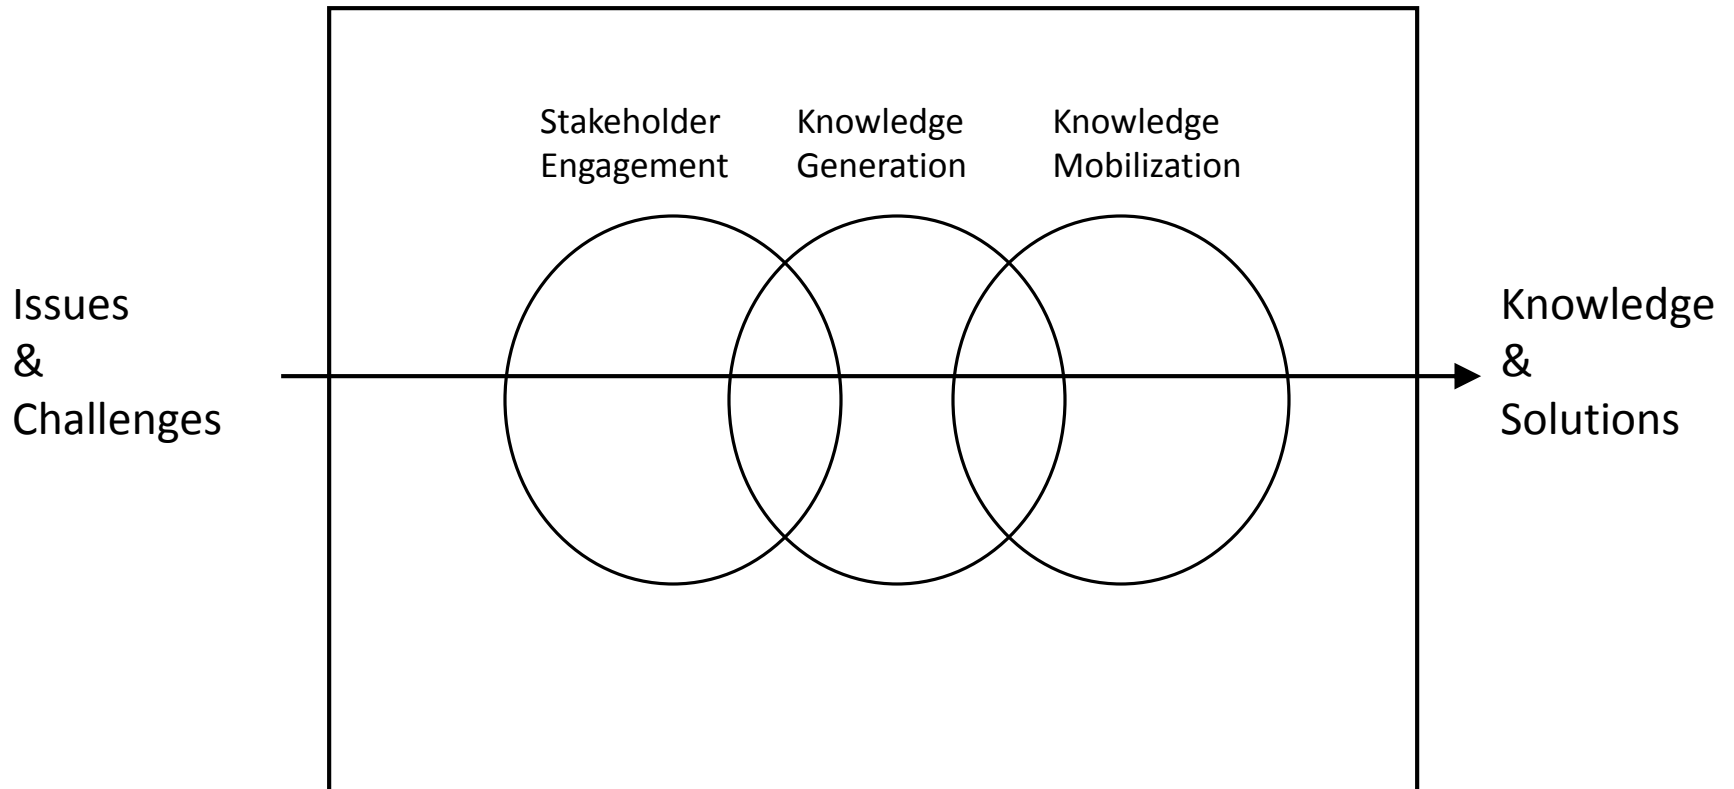 Stakeholder
Engagement
Knowledge
Generation
Knowledge
Mobilization
Issues
&
Challenges
Knowledge
&
Solutions